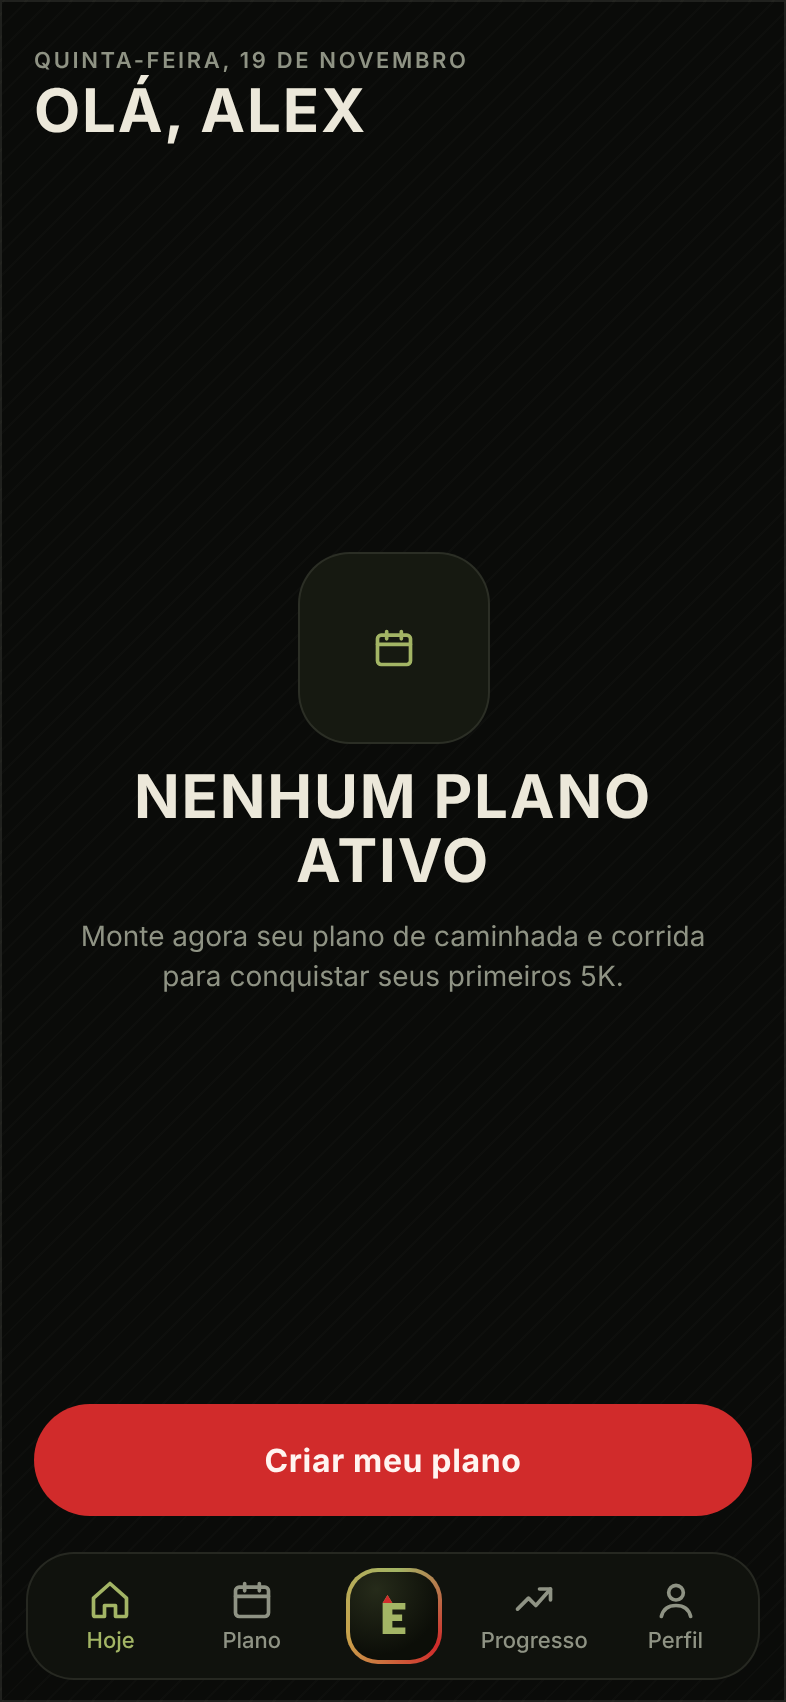 QUINTA-FEIRA, 19 DE NOVEMBRO
OLÁ, ALEX
NENHUM PLANO
ATIVO
Monte agora seu plano de caminhada e corrida
para conquistar seus primeiros 5K.
Criar meu plano
Hoje
Plano
E
Progresso
Perfil